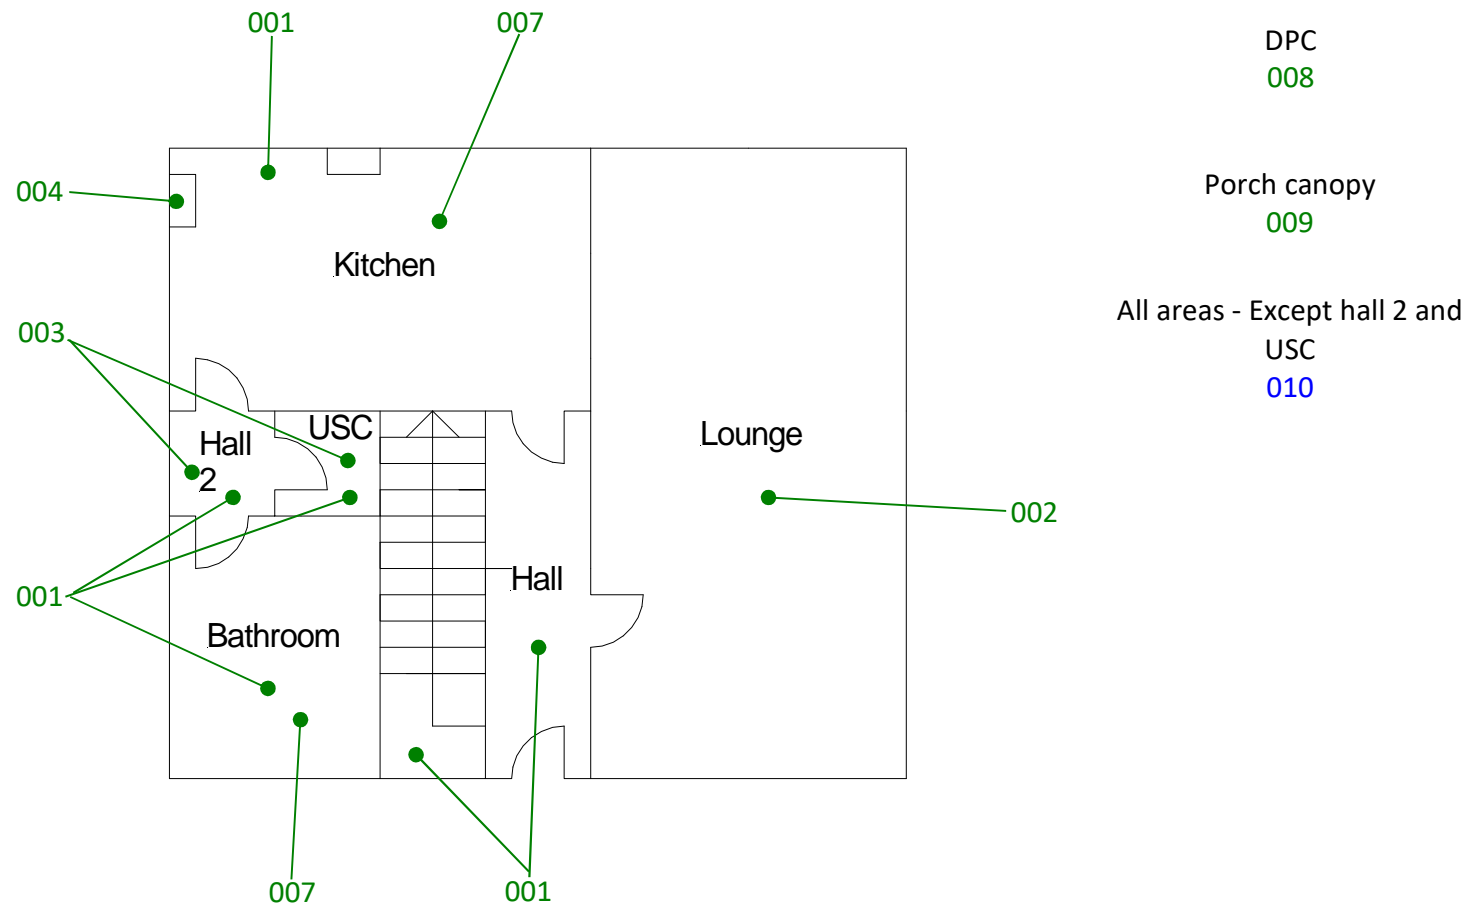 001
007
DPC
008
004
Porch canopy
009
Kitchen
003
All areas - Except hall 2 and
USC
010
Hall
2
USC
Lounge
002
001
Hall
Bathroom
007
001